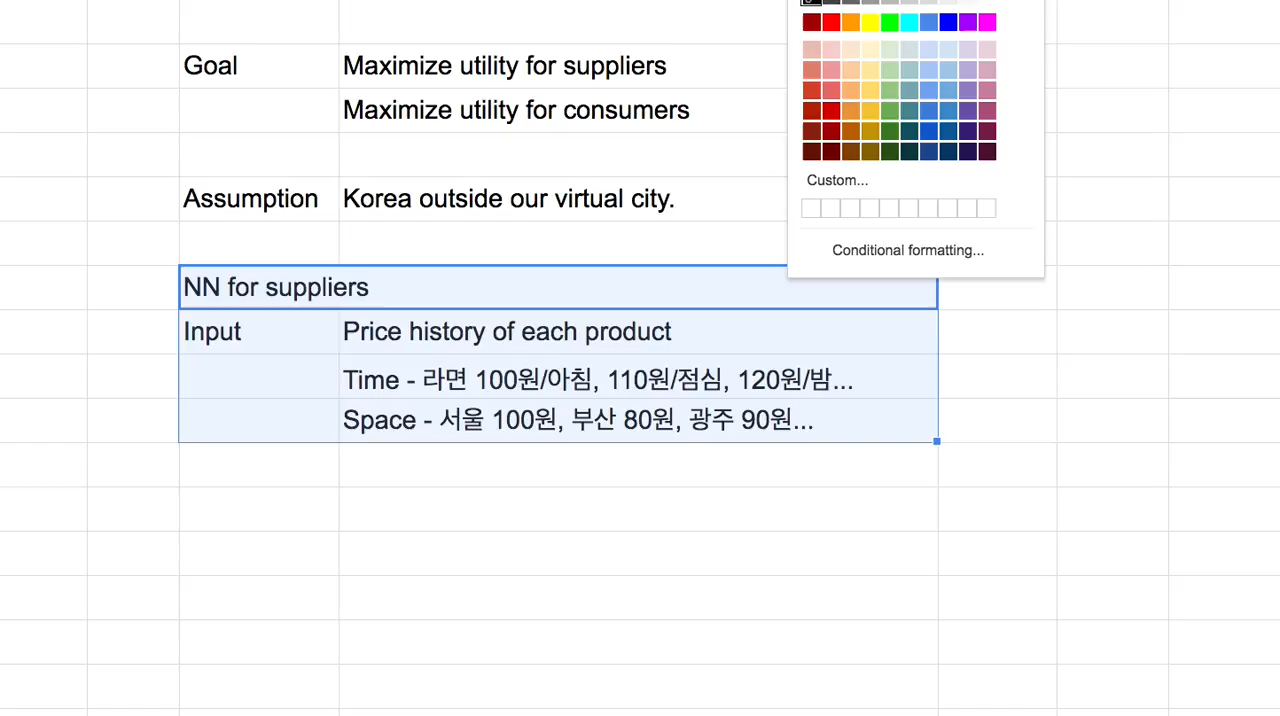 Goal Maximize utility for suppliers
Maximize utility for consumers
Assumption Korea outside our virtual city.
Custom...
Conditional formatting...
NN for suppliers
Input Price history of each product
Time - 라면 100원/아침, 110원/점심, 120원/밤...
Space - 서울 100원, 부산 80원, 광주 90원...